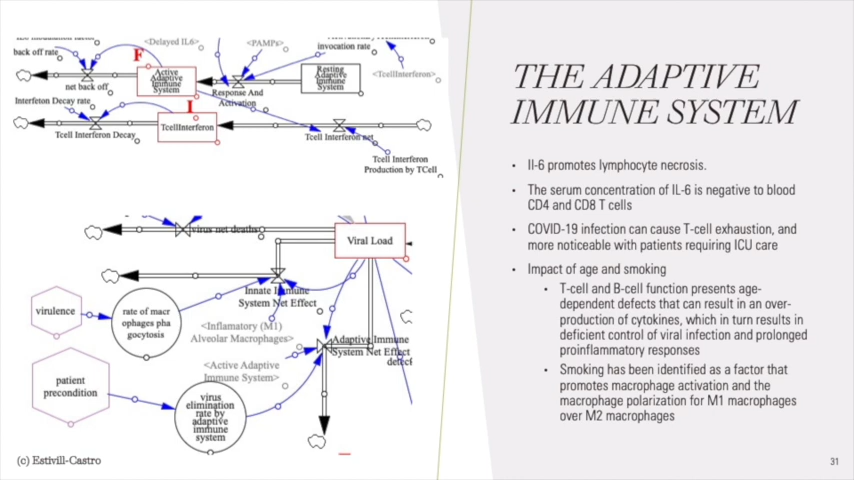 back off rate
<Delayed IL6>
<PAMPs>
invocation rate
F
Active
Adaptive
Immune
System
Resting
Adaptive
Immune
System
<TcellInterferon>
net back off
Response And
Activation
Interfeton Decay rate
I
TcellInterferon
Tcell Interferon Decay
Tcell Interferon net
Tcell Interferon
Production by TCell
virus net deaths
Viral Load
Innate Immune
System Net Effect
virulence
rate of macr
ophages pha
gocytosis
<Inflamatory (M1)
Alveolar Macrophages>
Adaptive Immune
System Net Effect
<Active Adaptive
Immune System>
patient
precondition
virus
elimination
rate by
adaptive
immune
system
(c) Estivill-Castro
THE ADAPTIVE
IMMUNE SYSTEM
• Il-6 promotes lymphocyte necrosis.
• The serum concentration of IL-6 is negative to blood
CD4 and CD8 T cells
• COVID-19 infection can cause T-cell exhaustion, and
more noticeable with patients requiring ICU care
• Impact of age and smoking
• T-cell and B-cell function presents age-
dependent defects that can result in an over-
production of cytokines, which in turn results in
deficient control of viral infection and prolonged
proinflammatory responses
• Smoking has been identified as a factor that
promotes macrophage activation and the
macrophage polarization for M1 macrophages
over M2 macrophages
31